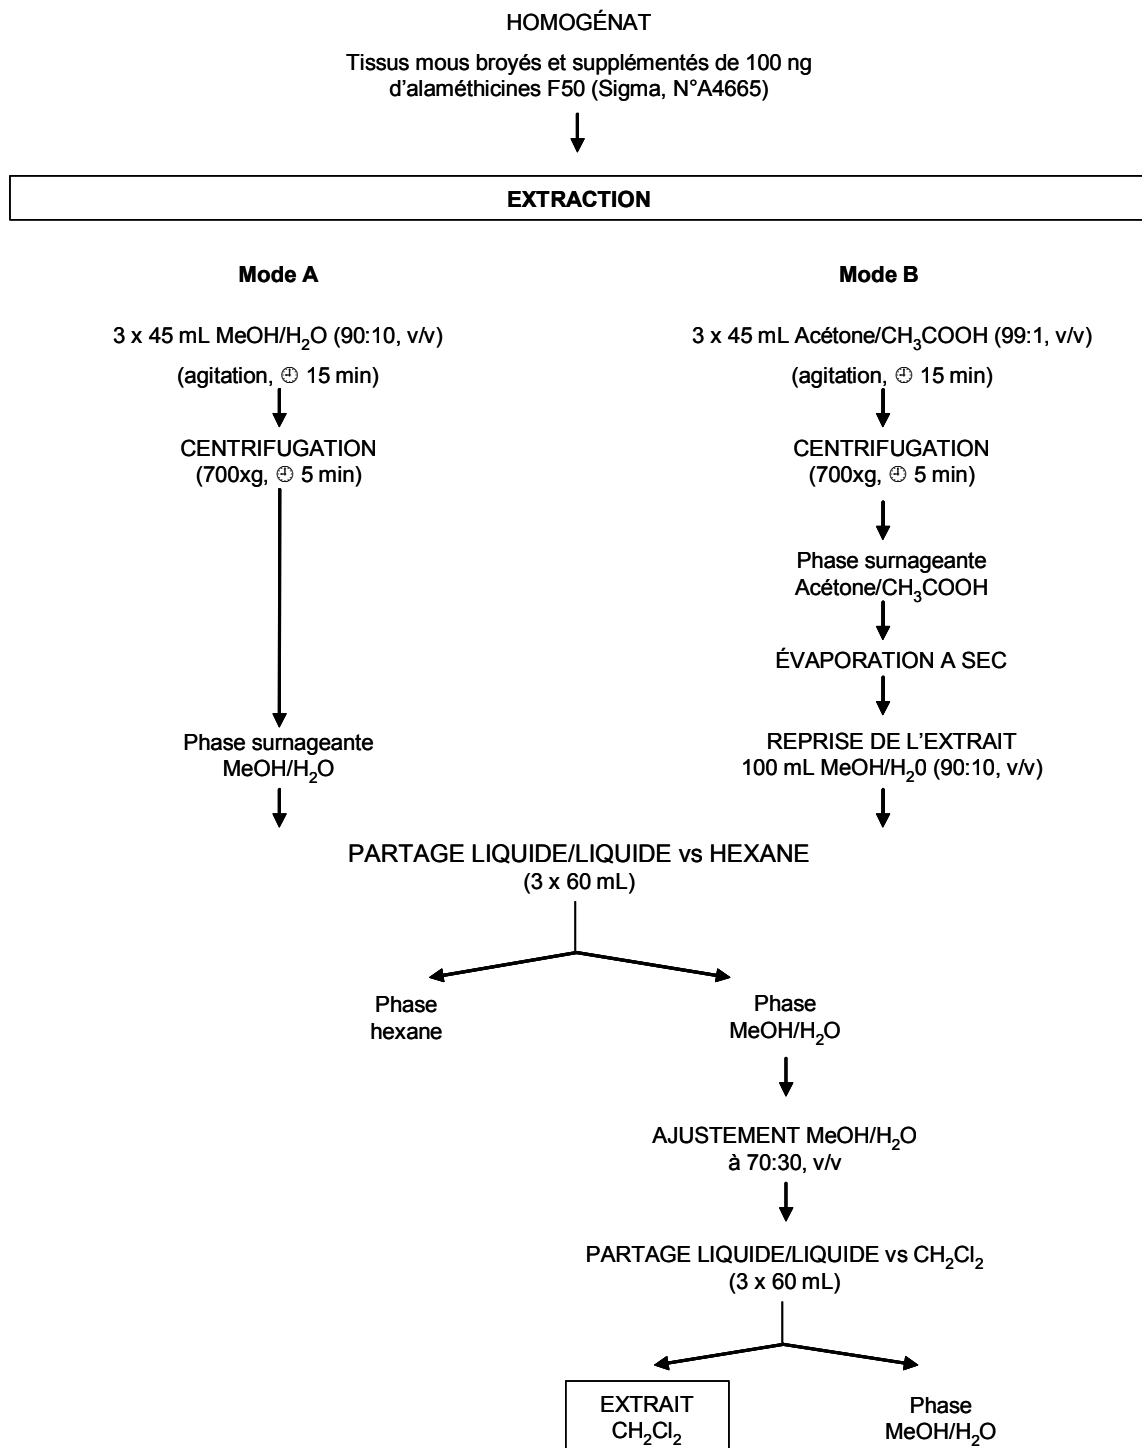 HOMOGÉNAT
Tissus mous broyés et supplémentés de 100 ng
d'alaméthicines F50 (Sigma, N°A4665)
EXTRACTION
Mode A
3 x 45 mL MeOH/H₂O (90:10, v/v)
(agitation, 🕘 15 min)
CENTRIFUGATION
(700xg, 🕘 5 min)
Phase surnageante
MeOH/H₂O
Mode B
3 x 45 mL Acétone/CH₃COOH (99:1, v/v)
(agitation, 🕘 15 min)
CENTRIFUGATION
(700xg, 🕘 5 min)
Phase surnageante
Acétone/CH₃COOH
ÉVAPORATION A SEC
REPRISE DE L'EXTRAIT
100 mL MeOH/H₂0 (90:10, v/v)
PARTAGE LIQUIDE/LIQUIDE vs HEXANE
(3 x 60 mL)
Phase
hexane
Phase
MeOH/H₂O
AJUSTEMENT MeOH/H₂O
à 70:30, v/v
PARTAGE LIQUIDE/LIQUIDE vs CH₂Cl₂
(3 x 60 mL)
EXTRAIT
CH₂Cl₂
Phase
MeOH/H₂O